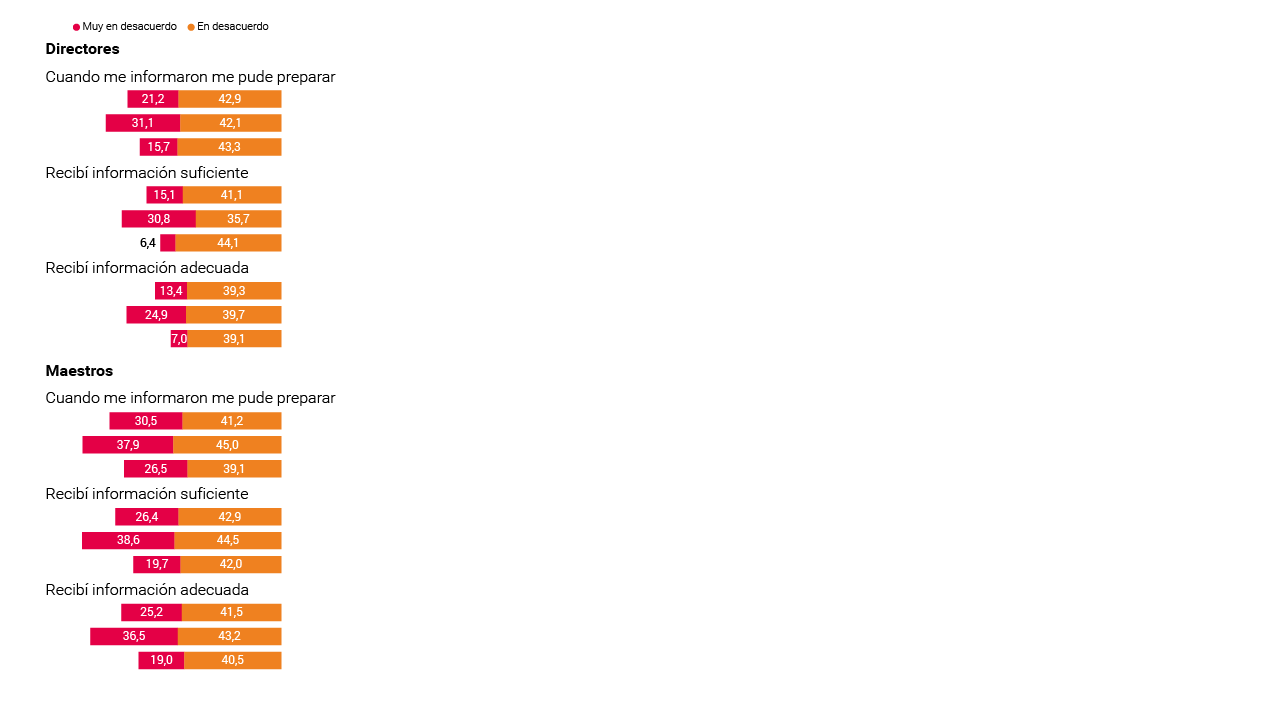 Muy en desacuerdo En desacuerdo
Directores
Cuando me informaron me pude preparar
21,2 42,9
31,1 42,1
15,7 43,3
Recibí información suficiente
15,1 41,1
30,8 35,7
6,4 44,1
Recibí información adecuada
13,4 39,3
24,9 39,7
7,0 39,1
Maestros
Cuando me informaron me pude preparar
30,5 41,2
37,9 45,0
26,5 39,1
Recibí información suficiente
26,4 42,9
38,6 44,5
19,7 42,0
Recibí información adecuada
25,2 41,5
36,5 43,2
19,0 40,5